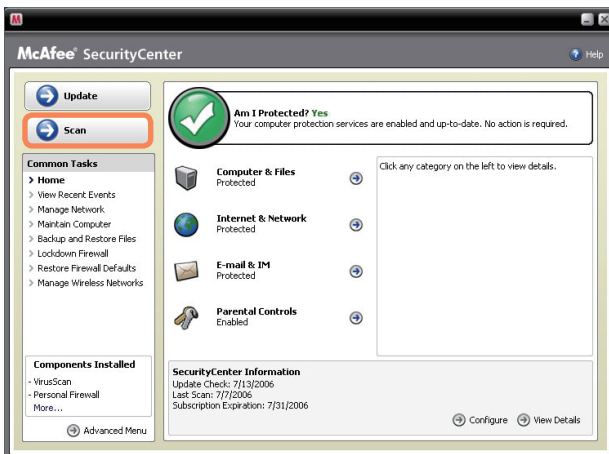 McAfee® SecurityCenter
Help
Update
Scan
Common Tasks
> Home
> View Recent Events
> Manage Network
> Maintain Computer
> Backup and Restore Files
> Lockdown Firewall
> Restore Firewall Defaults
> Manage Wireless Networks
Components Installed
- VirusScan
- Personal Firewall
More...
Advanced Menu
Am I Protected? Yes
Your computer protection services are enabled and up-to-date. No action is required.
Computer & Files
Protected
Internet & Network
Protected
E-mail & IM
Protected
Parental Controls
Enabled
Click any category on the left to view details.
SecurityCenter Information
Update Check: 7/13/2006
Last Scan: 7/7/2006
Subscription Expiration: 7/31/2006
Configure
View Details